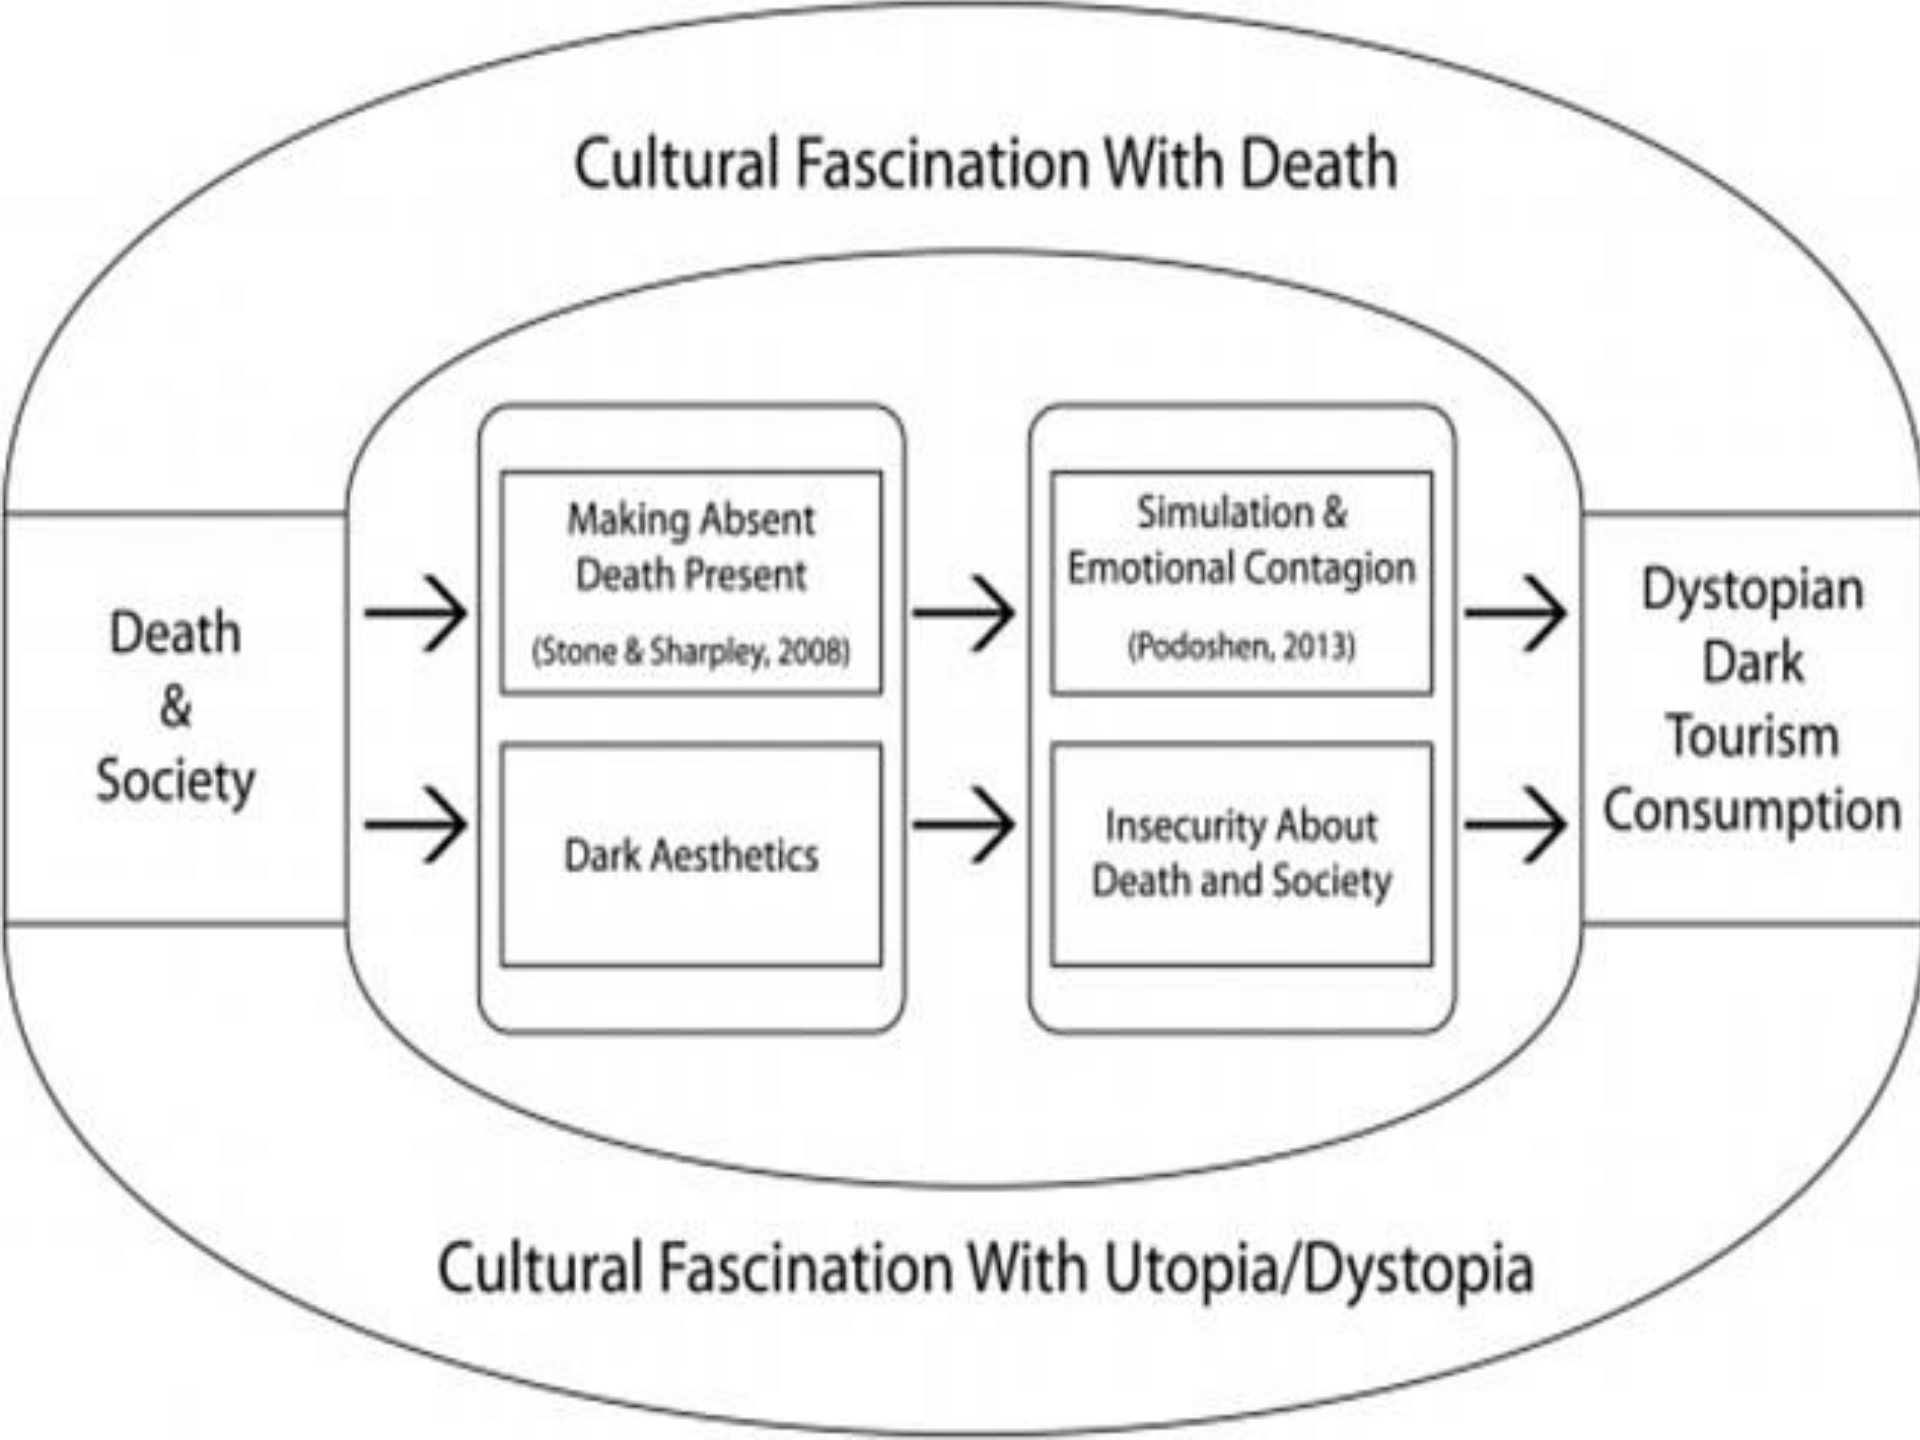 Cultural Fascination With Death
Death
&
Society
Making Absent
Death Present
(Stone & Sharpley, 2008)
Dark Aesthetics
Simulation &
Emotional Contagion
(Podoshen, 2013)
Insecurity About
Death and Society
Dystopian
Dark
Tourism
Consumption
Cultural Fascination With Utopia/Dystopia